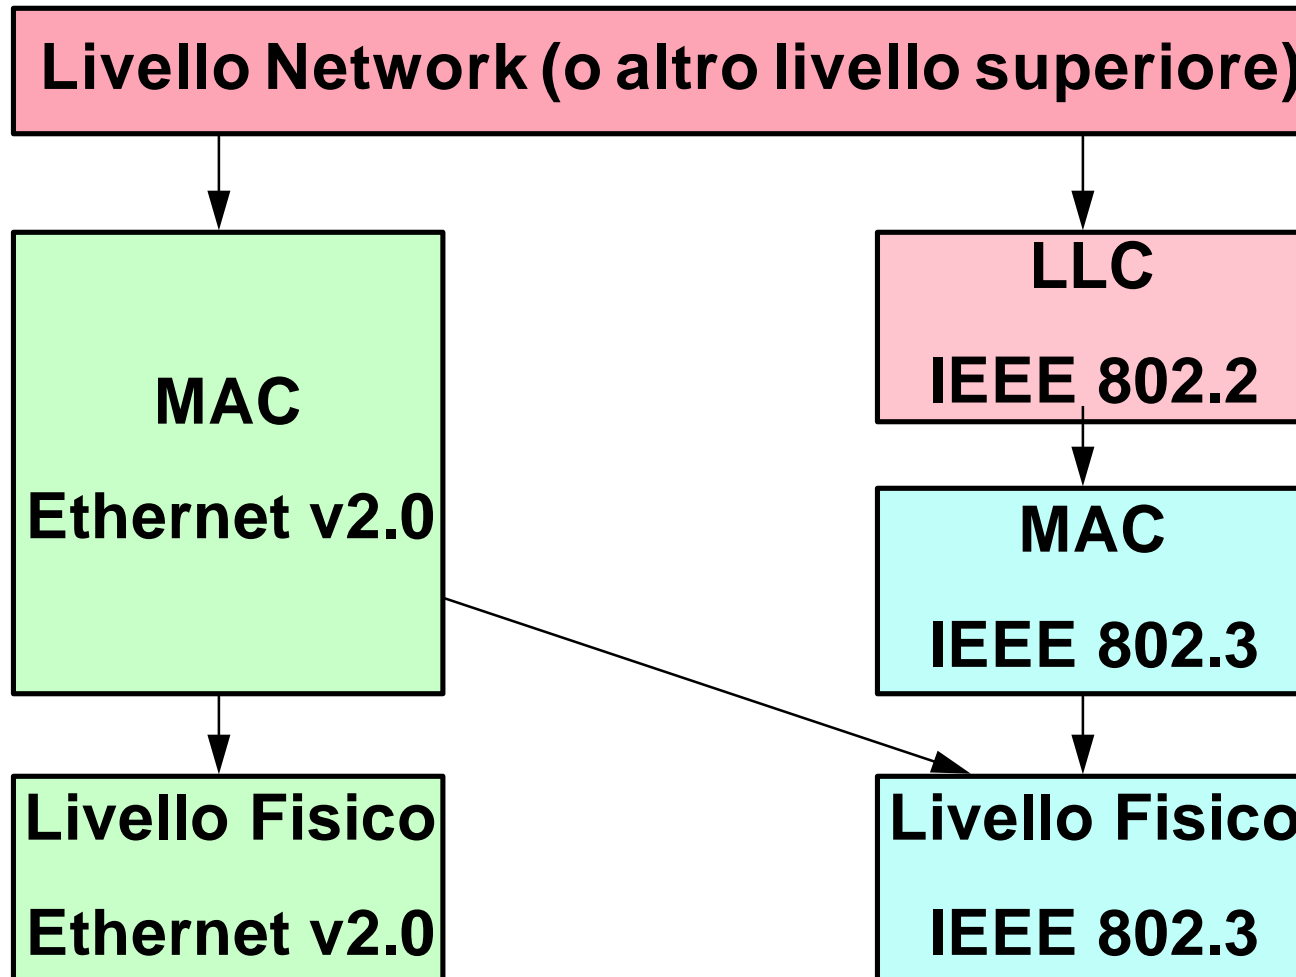 Livello Network (o altro livello superiore)
MAC
Ethernet v2.0
LLC
IEEE 802.2
MAC
IEEE 802.3
Livello Fisico
Ethernet v2.0
Livello Fisico
IEEE 802.3